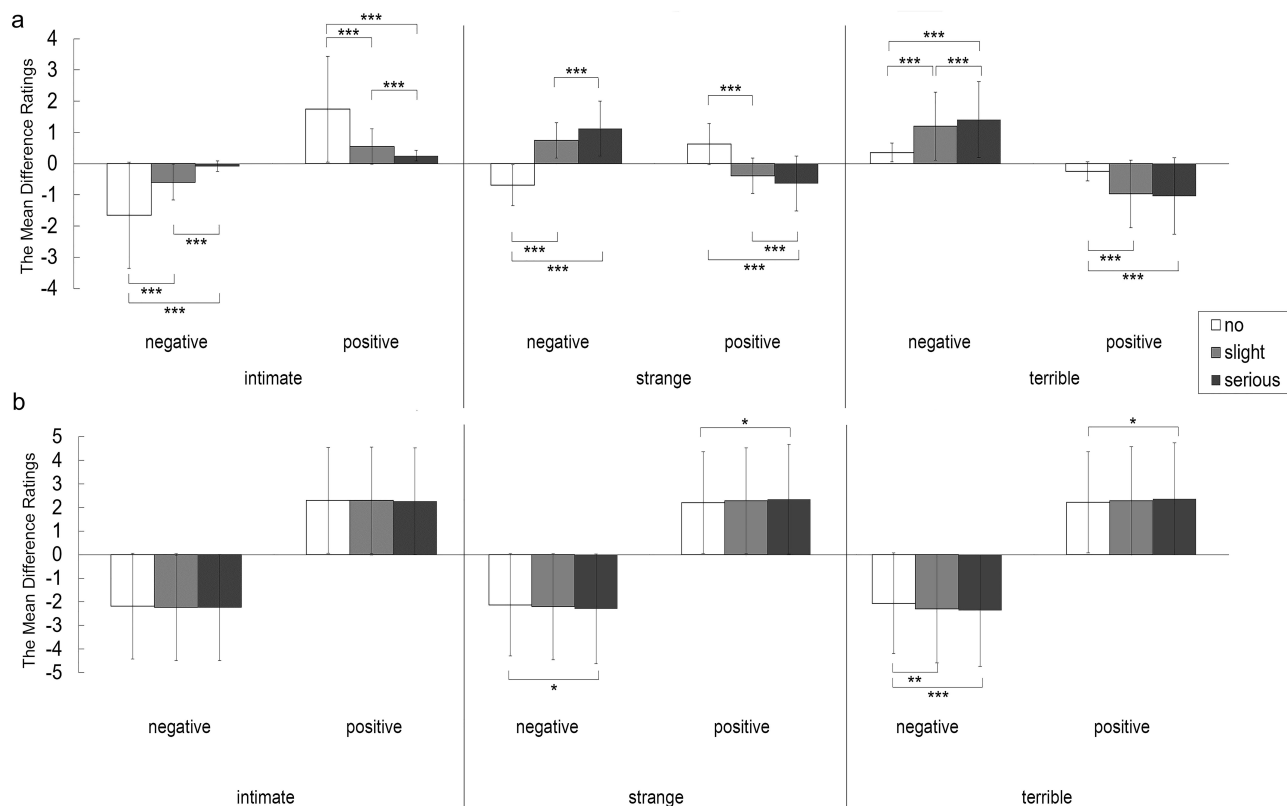 a
The Mean Difference Ratings
4
3
2
1
0
-1
-2
-3
-4
*** *** ***
*** *** ***
*** *** ***
*** *** ***
*** *** ***
*** *** ***
*** ***
negative positive negative positive negative positive
intimate strange terrible
no
slight
serious
b
The Mean Difference Ratings
5
4
3
2
1
0
-1
-2
-3
-4
-5
* *
* ** ***
negative positive negative positive negative positive
intimate strange terrible